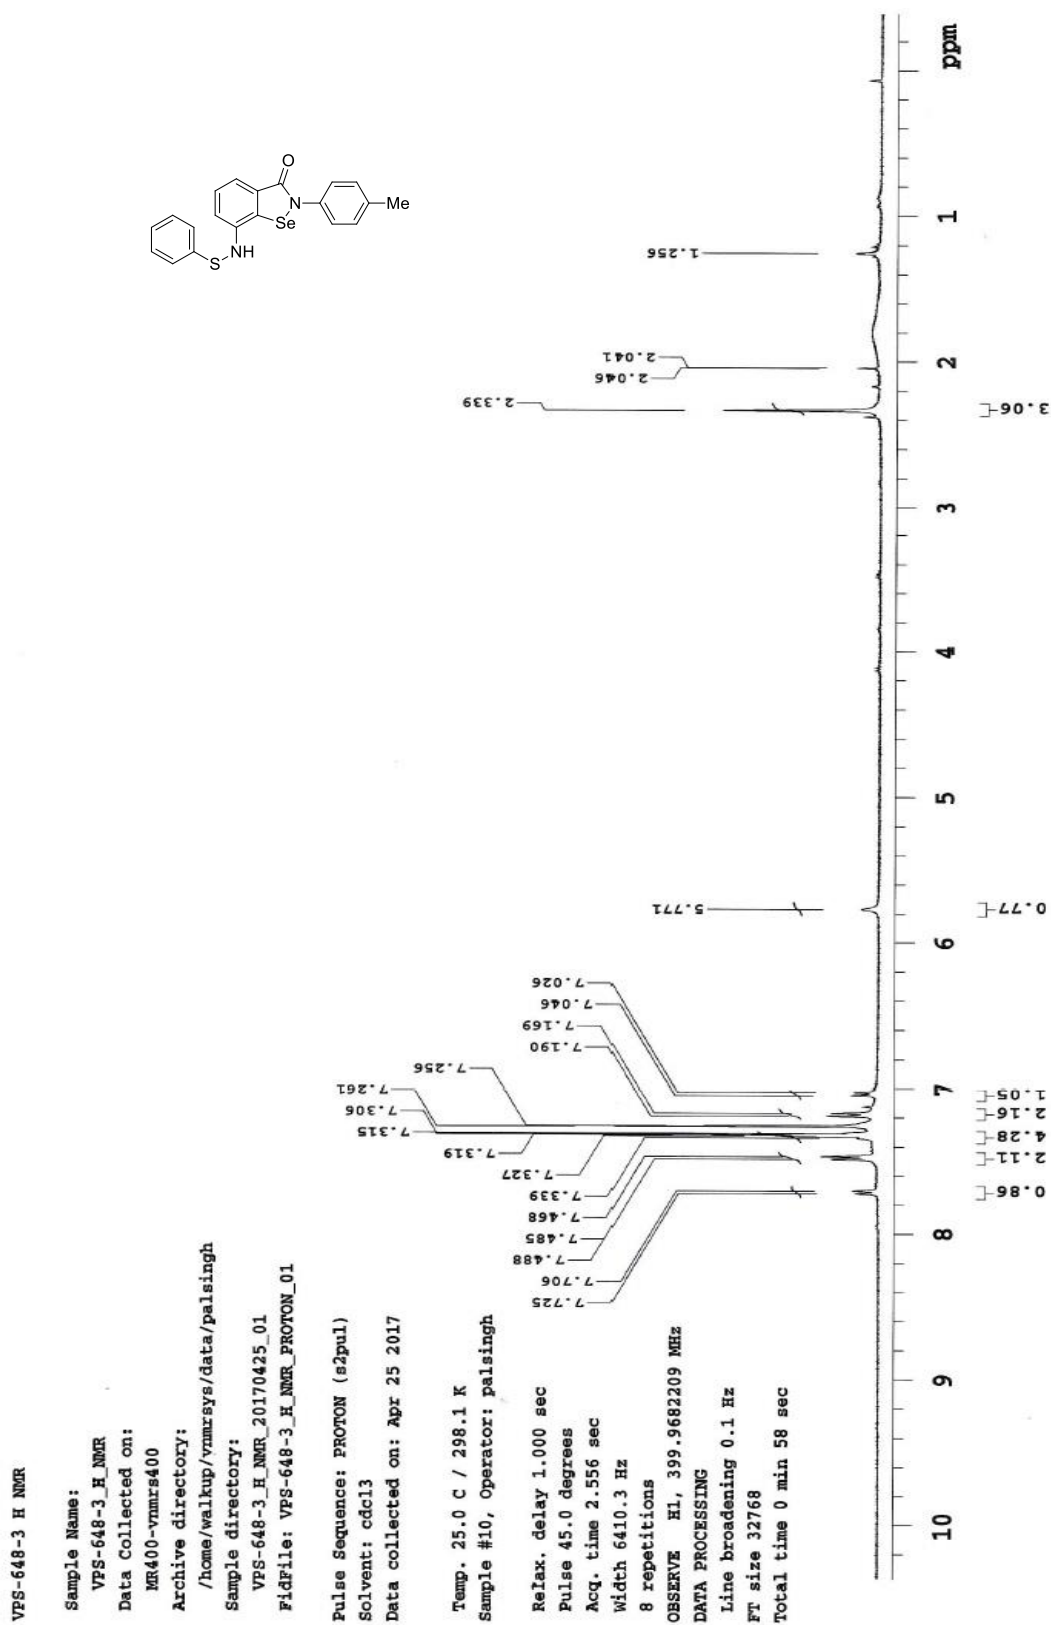 VPS-648-3 H NMR
Sample Name:
VPS-648-3_H_NMR
Data Collected on:
MR400-vnmrs400
Archive directory:
/home/walkup/vnmrsys/data/palsingh
Sample directory:
VPS-648-3_H_NMR_20170425_01
FidFile: VPS-648-3_H_NMR_PROTON_01
Pulse Sequence: PROTON (s2pul)
Solvent: cdcl3
Data collected on: Apr 25 2017
Temp. 25.0 C / 298.1 K
Sample #10, Operator: palsingh
Relax. delay 1.000 sec
Pulse 45.0 degrees
Acq. time 2.556 sec
Width 6410.3 Hz
8 repetitions
OBSERVE H1, 399.9682209 MHz
DATA PROCESSING
Line broadening 0.1 Hz
FT size 32768
Total time 0 min 58 sec
O
N
Se
Me
S
NH
7.725
7.706
7.488
7.485
7.468
7.339
7.327
7.319
7.315
7.306
7.261
7.256
7.190
7.169
7.046
7.026
5.771
2.339
2.046
2.041
1.256
10 9 8 7 6 5 4 3 2 1 ppm
0.86
2.11
4.28
2.16
1.05
0.77
3.06